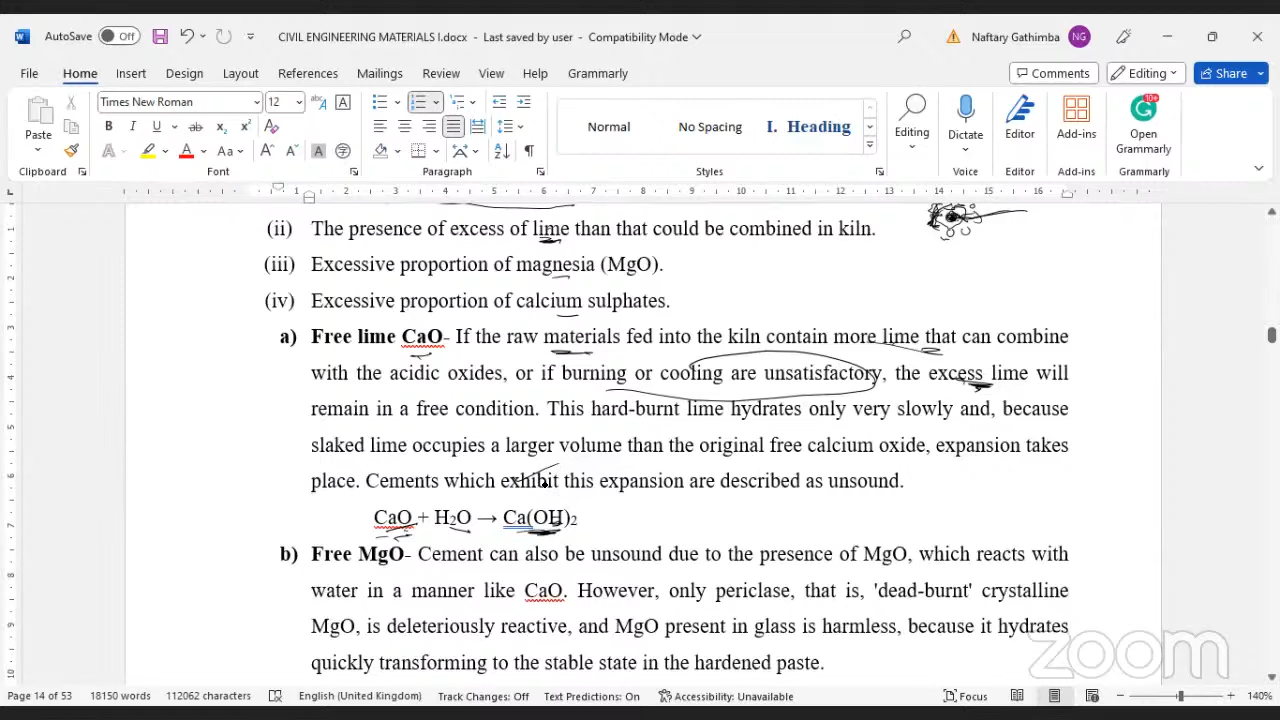 AutoSave Off CIVIL ENGINEERING MATERIALS I.docx - Last saved by user - Compatibility Mode Naftary Gathimba NG
File Home Insert Design Layout References Mailings Review View Help Grammarly Comments Editing Share
Times New Roman 12
Paste Normal No Spacing I. Heading Editing Dictate Editor Add-ins Open Grammarly
Clipboard Font Paragraph Styles Voice Editor Add-ins Grammarly
(ii) The presence of excess of lime than that could be combined in kiln.
(iii) Excessive proportion of magnesia (MgO).
(iv) Excessive proportion of calcium sulphates.
a) Free lime CaO- If the raw materials fed into the kiln contain more lime that can combine
with the acidic oxides, or if burning or cooling are unsatisfactory, the excess lime will
remain in a free condition. This hard-burnt lime hydrates only very slowly and, because
slaked lime occupies a larger volume than the original free calcium oxide, expansion takes
place. Cements which exhibit this expansion are described as unsound.
CaO + H2O → Ca(OH)2
b) Free MgO- Cement can also be unsound due to the presence of MgO, which reacts with
water in a manner like CaO. However, only periclase, that is, 'dead-burnt' crystalline
MgO, is deleteriously reactive, and MgO present in glass is harmless, because it hydrates
quickly transforming to the stable state in the hardened paste.
zoom
Page 14 of 53 18150 words 112062 characters English (United Kingdom) Track Changes: Off Text Predictions: On Accessibility: Unavailable Focus 140%